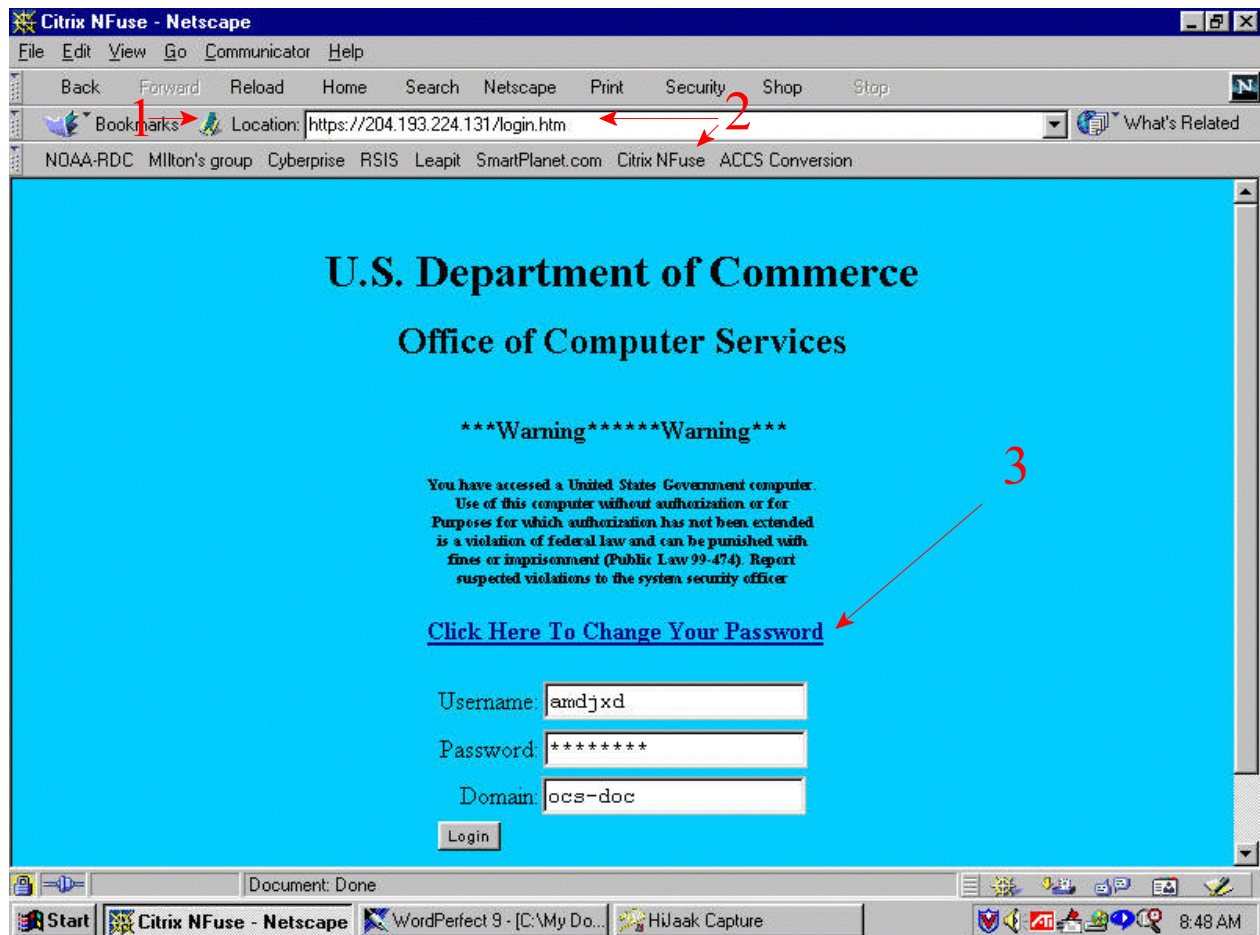 Citrix NFuse - Netscape
File Edit View Go Communicator Help
Back Forward Reload Home Search Netscape Print Security Shop Stop
N
1 2
Bookmarks Location: https://204.193.224.131/login.htm What's Related
NOAA-RDC MIlton's group Cyberprise RSIS Leapit SmartPlanet.com Citrix NFuse ACCS Conversion
U.S. Department of Commerce
Office of Computer Services
***Warning******Warning***
3
You have accessed a United States Government computer.
Use of this computer without authorization or for
Purposes for which authorization has not been extended
is a violation of federal law and can be punished with
fines or imprisonment (Public Law 99-474). Report
suspected violations to the system security officer
Click Here To Change Your Password
Username: amdjxd
Password: ********
Domain: ocs-doc
Login
Document: Done
Start Citrix NFuse - Netscape WordPerfect 9 - [C:\My Do... HiJaak Capture ATI 8:48 AM